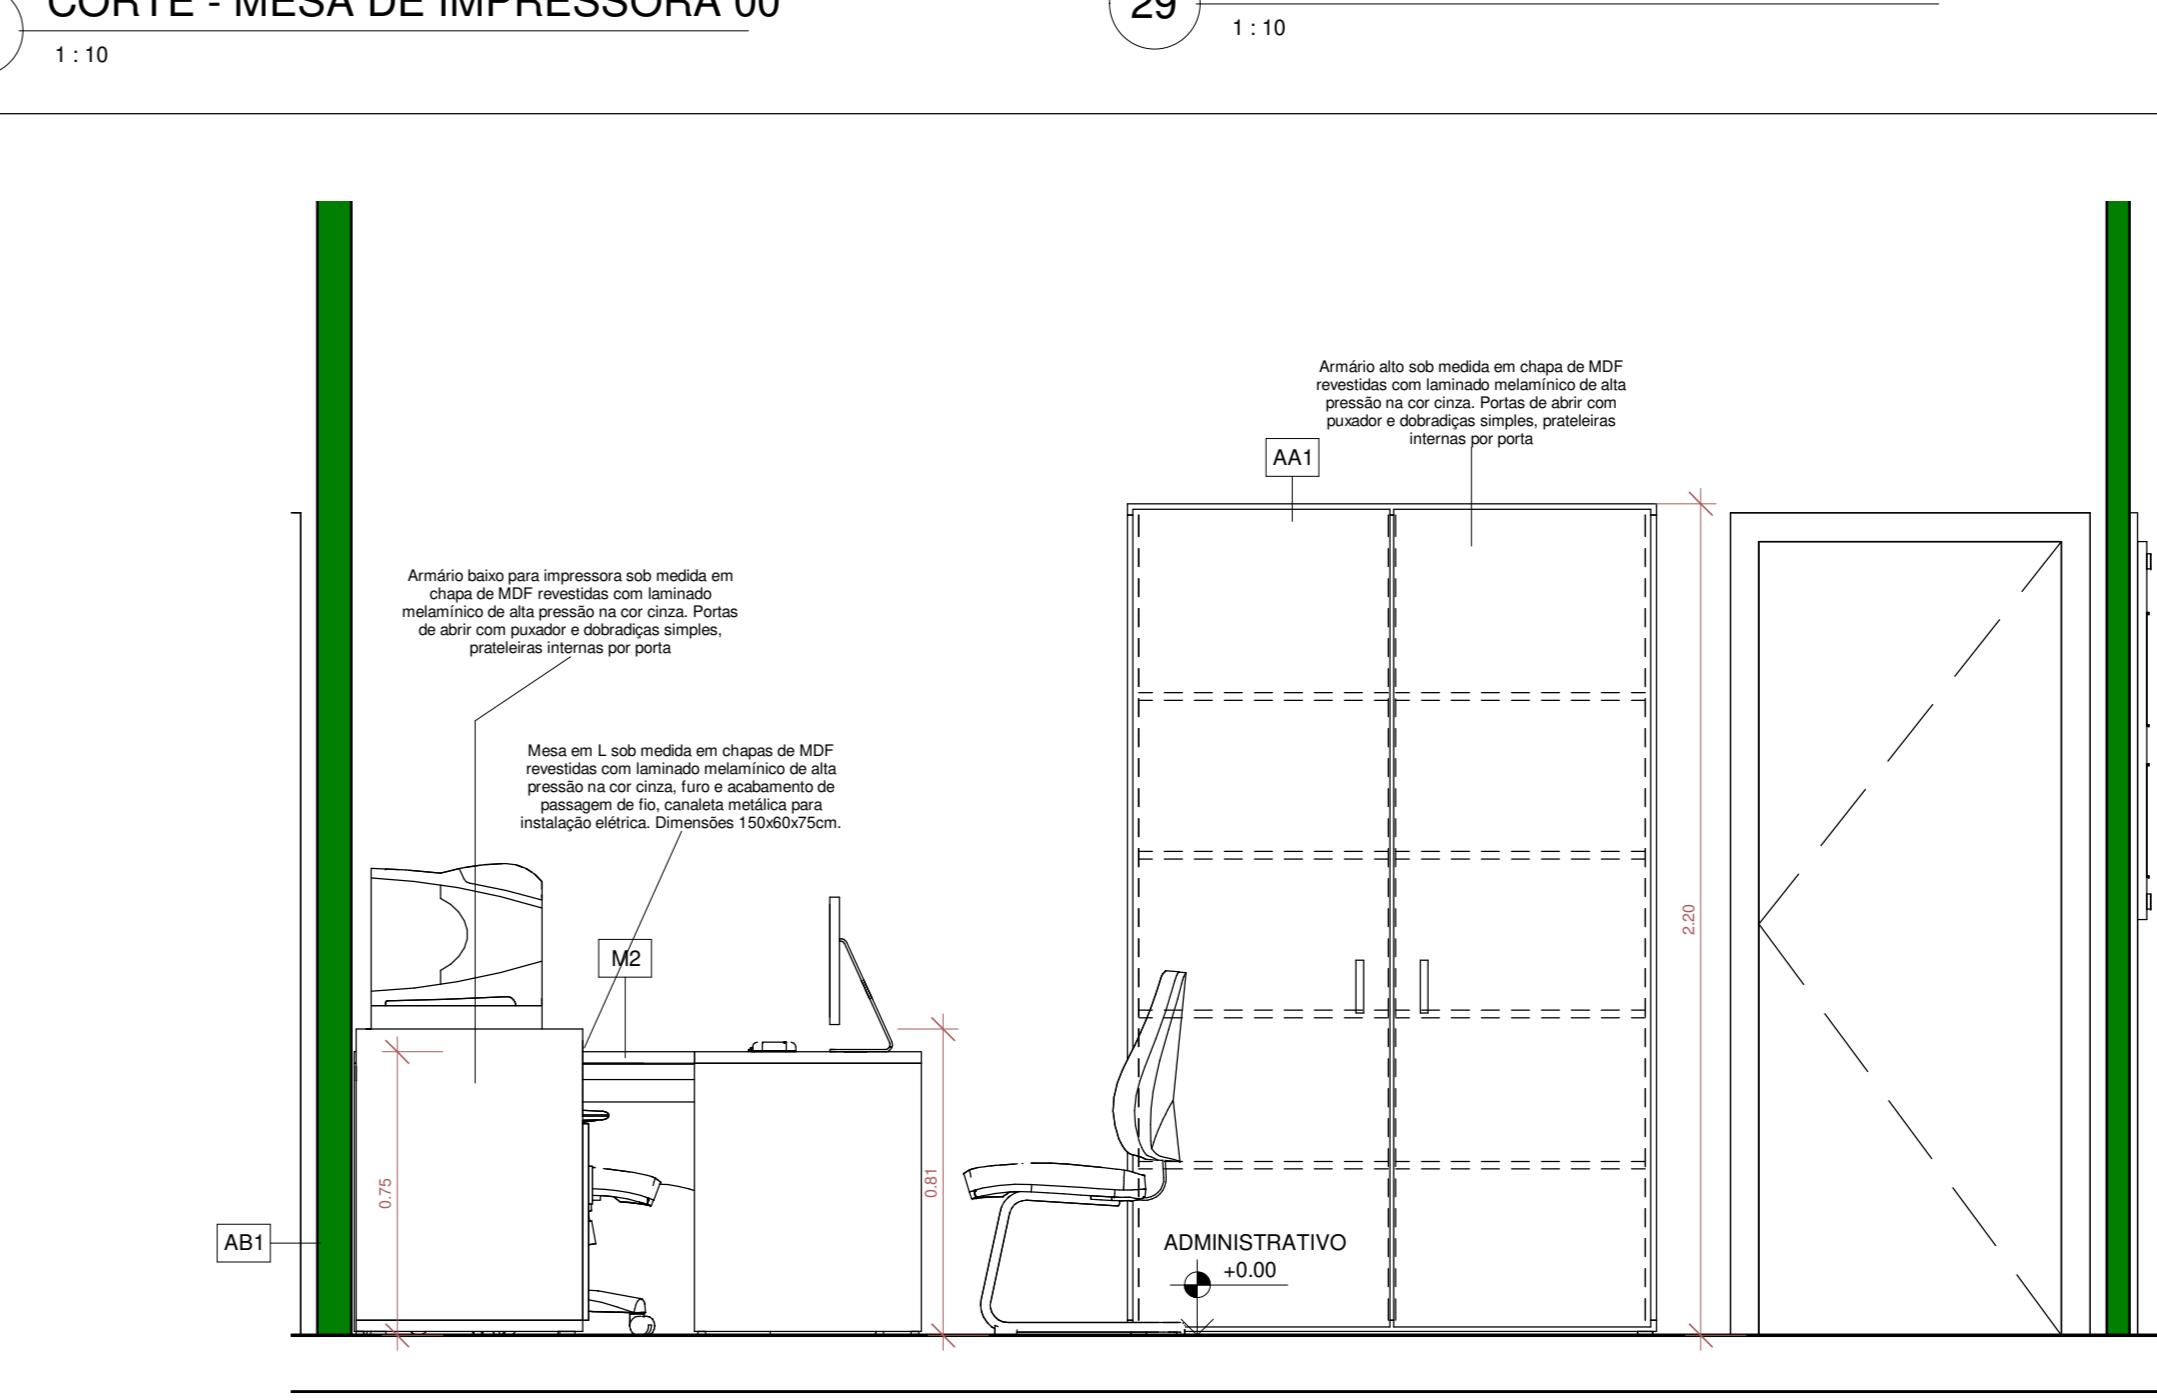 CORTE - MESA DE IMPRESSORA 00
1 : 10
29
1 : 10
Armário alto sob medida em chapa de MDF
revestidas com laminado melamínico de alta
pressão na cor cinza. Portas de abrir com
puxador e dobradiças simples, prateleiras
internas por porta
AA1
Armário baixo para impressora sob medida em
chapa de MDF revestidas com laminado
melamínico de alta pressão na cor cinza. Portas
de abrir com puxador e dobradiças simples,
prateleiras internas por porta
Mesa em L sob medida em chapas de MDF
revestidas com laminado melamínico de alta
pressão na cor cinza, furo e acabamento de
passagem de fio, canaleta metálica para
instalação elétrica. Dimensões 150x60x75cm.
M2
2.20
0.75
0.81
AB1
ADMINISTRATIVO
+0.00